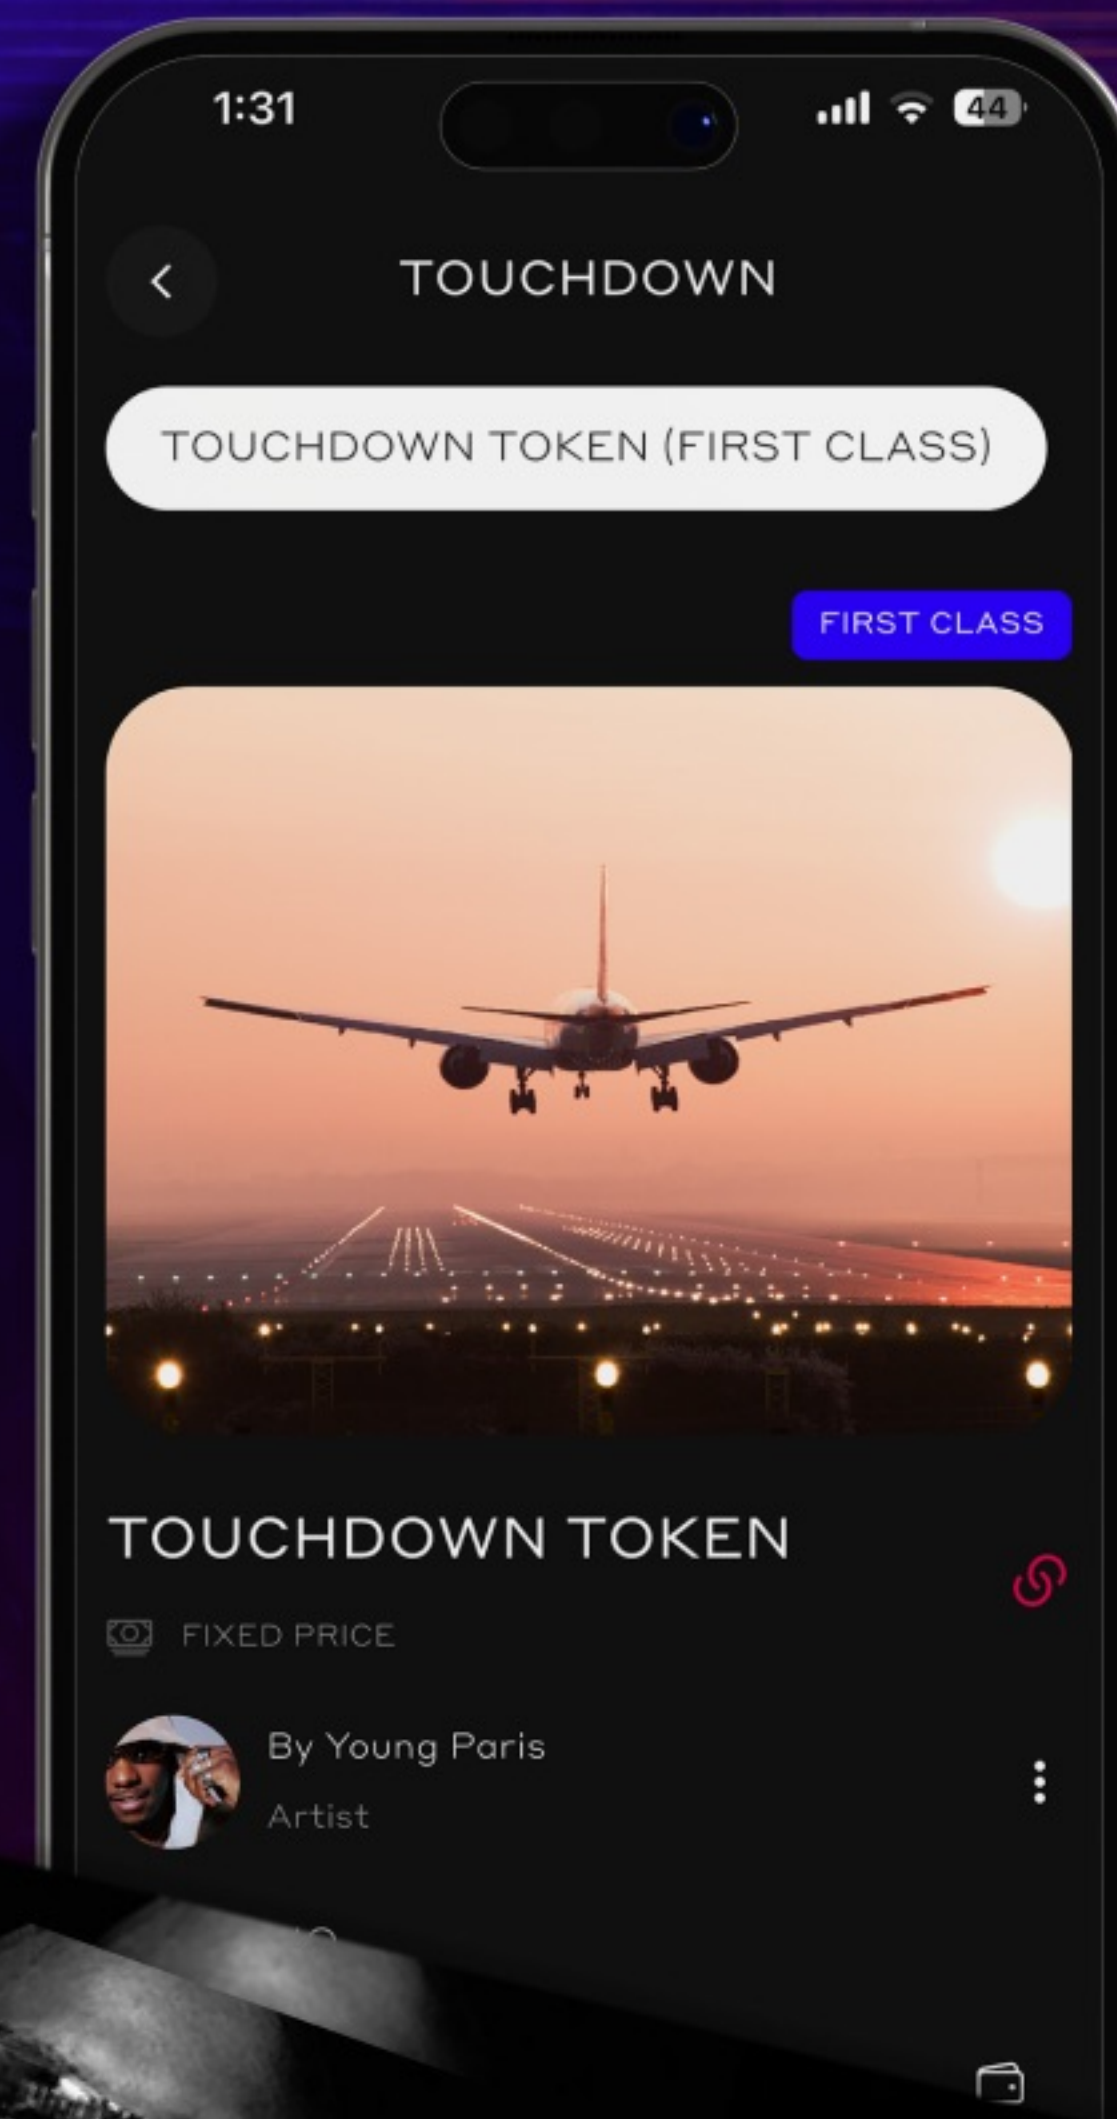 1:31
44
TOUCHDOWN
TOUCHDOWN TOKEN (FIRST CLASS)
FIRST CLASS
TOUCHDOWN TOKEN
FIXED PRICE
By Young Paris
Artist